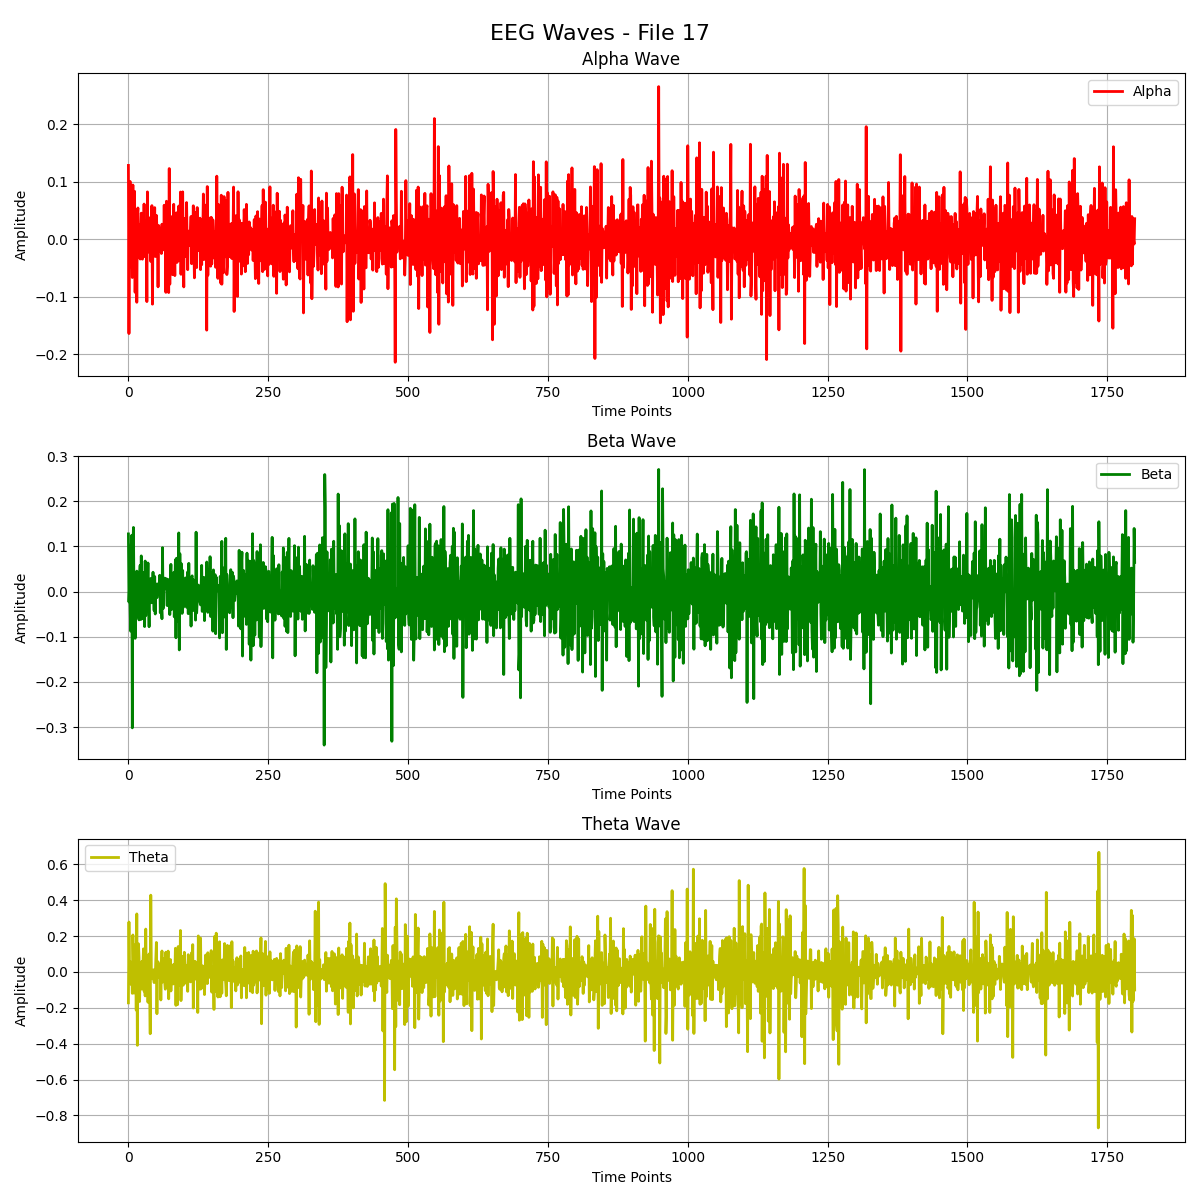 EEG Waves - File 17
Alpha Wave
Alpha
Amplitude
0.2
0.1
0.0
−0.1
−0.2
0 250 500 750 1000 1250 1500 1750
Time Points
Beta Wave
Beta
Amplitude
0.3
0.2
0.1
0.0
−0.1
−0.2
−0.3
0 250 500 750 1000 1250 1500 1750
Time Points
Theta Wave
Theta
Amplitude
0.6
0.4
0.2
0.0
−0.2
−0.4
−0.6
−0.8
0 250 500 750 1000 1250 1500 1750
Time Points